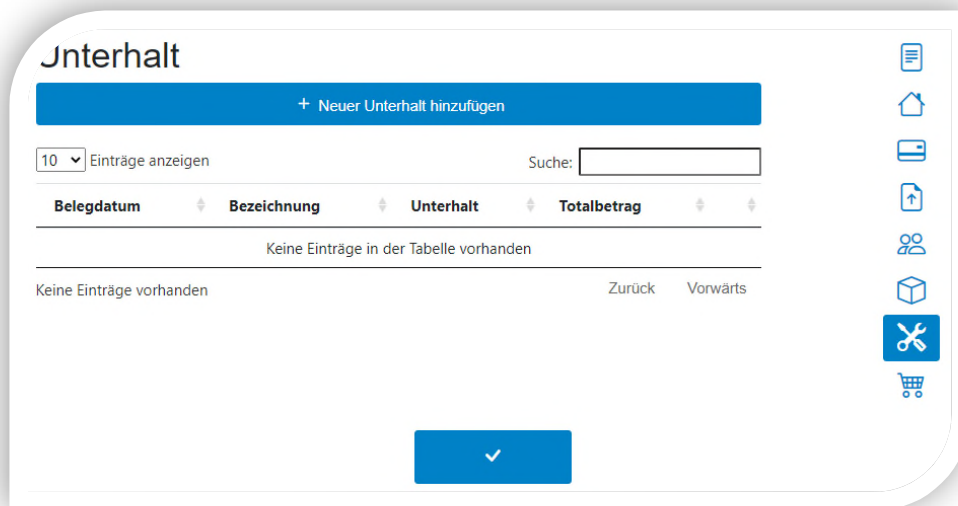 Unterhalt
+ Neuer Unterhalt hinzufügen
10 Einträge anzeigen Suche:
Belegdatum Bezeichnung Unterhalt Totalbetrag
Keine Einträge in der Tabelle vorhanden
Keine Einträge vorhanden Zurück Vorwärts